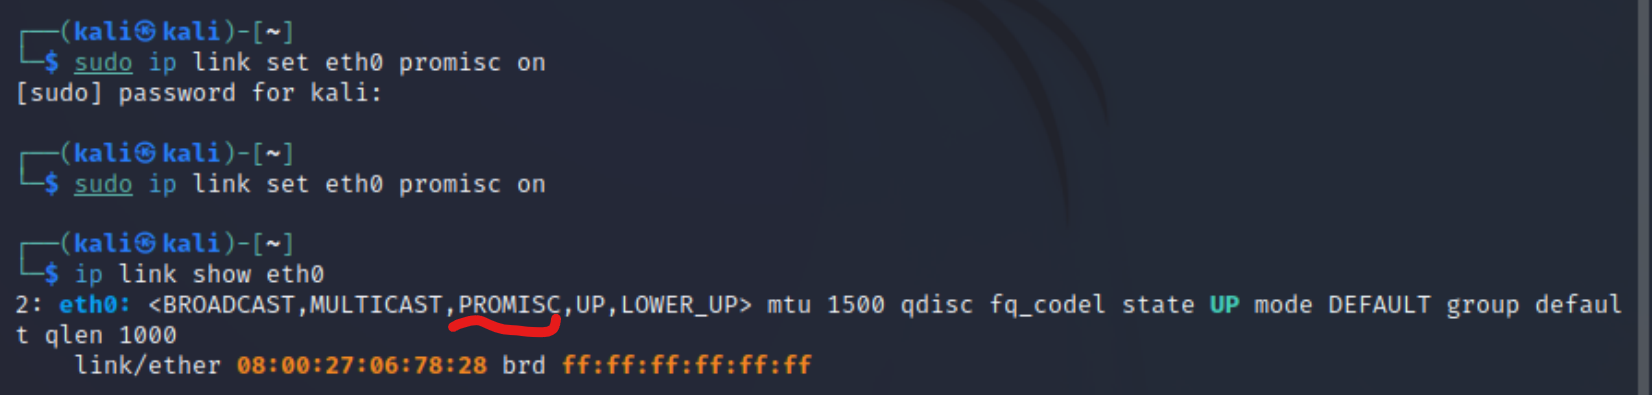 ┌──(kali㉿kali)-[~]
└─$ sudo ip link set eth0 promisc on
[sudo] password for kali:
┌──(kali㉿kali)-[~]
└─$ sudo ip link set eth0 promisc on
┌──(kali㉿kali)-[~]
└─$ ip link show eth0
2: eth0: <BROADCAST,MULTICAST,PROMISC,UP,LOWER_UP> mtu 1500 qdisc fq_codel state UP mode DEFAULT group defaul
t qlen 1000
    link/ether 08:00:27:06:78:28 brd ff:ff:ff:ff:ff:ff